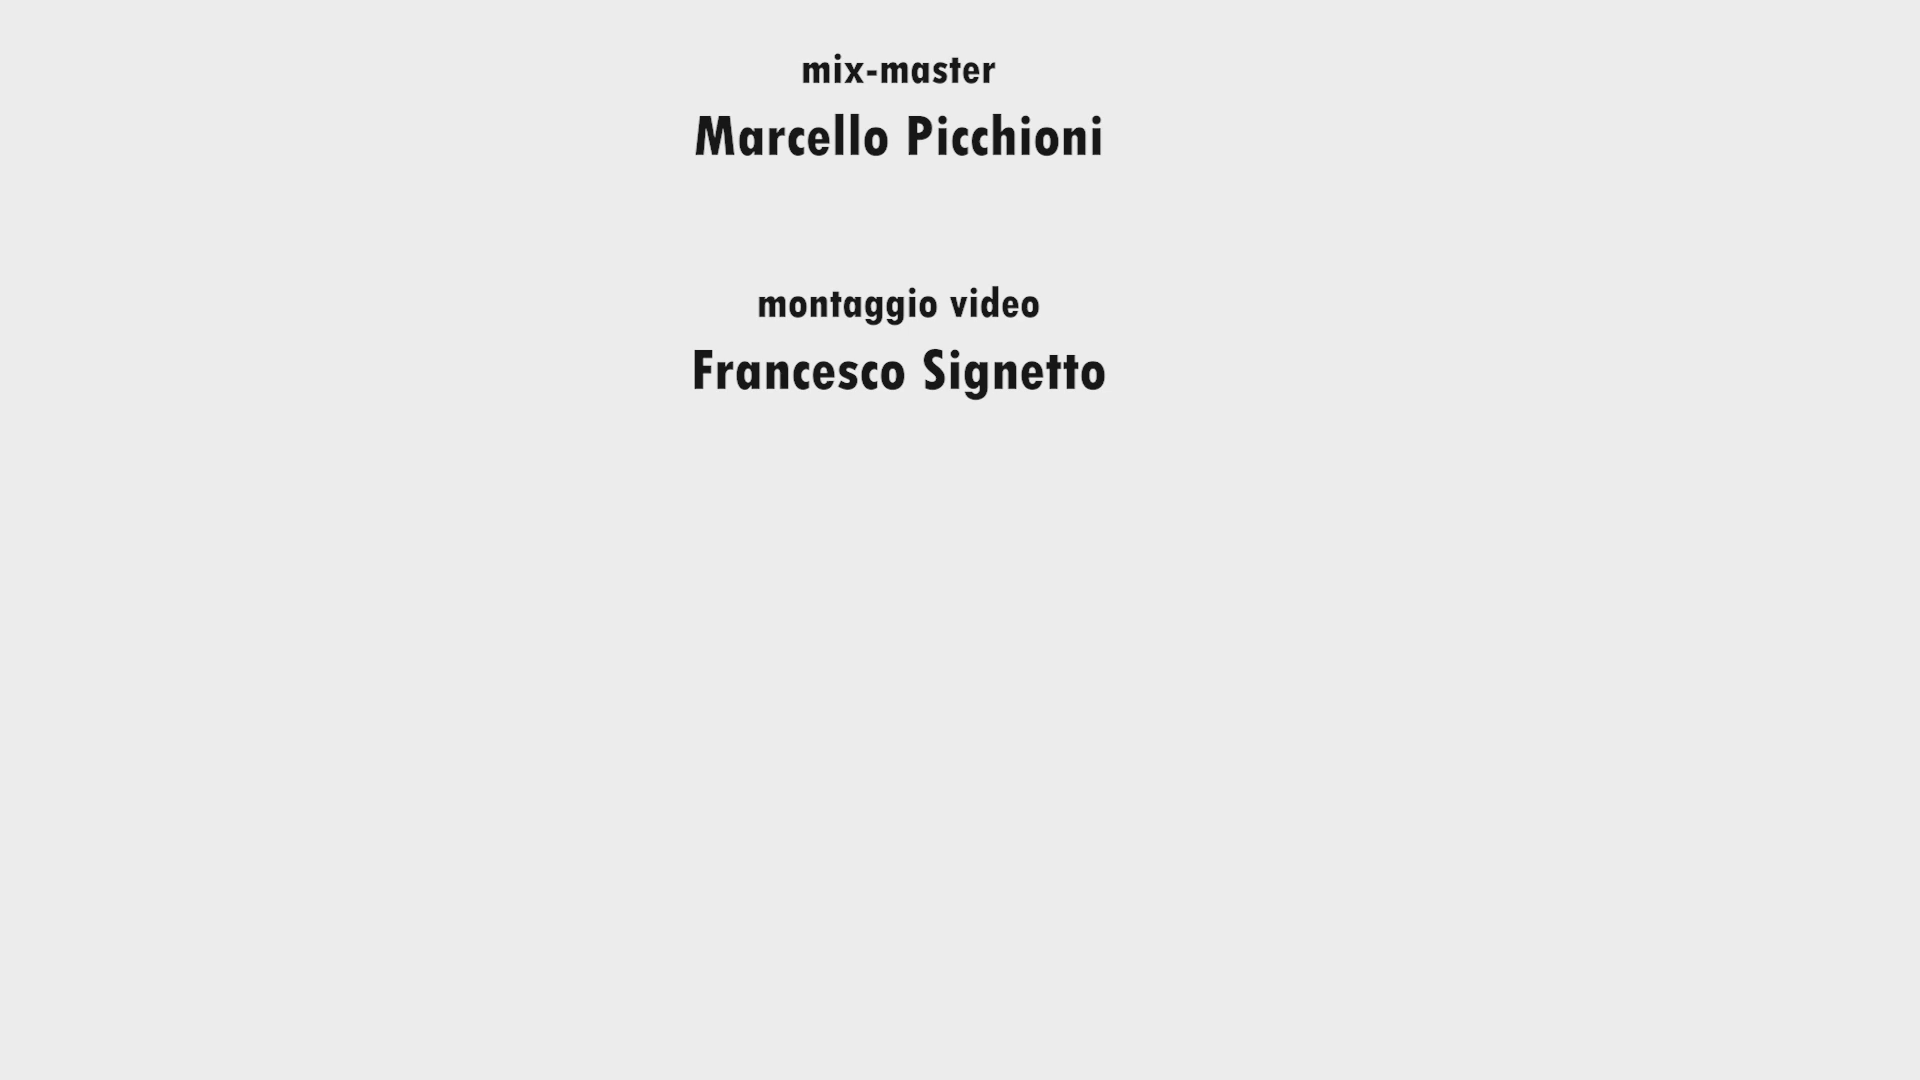 mix-master
Marcello Picchioni
montaggio video
Francesco Signetto